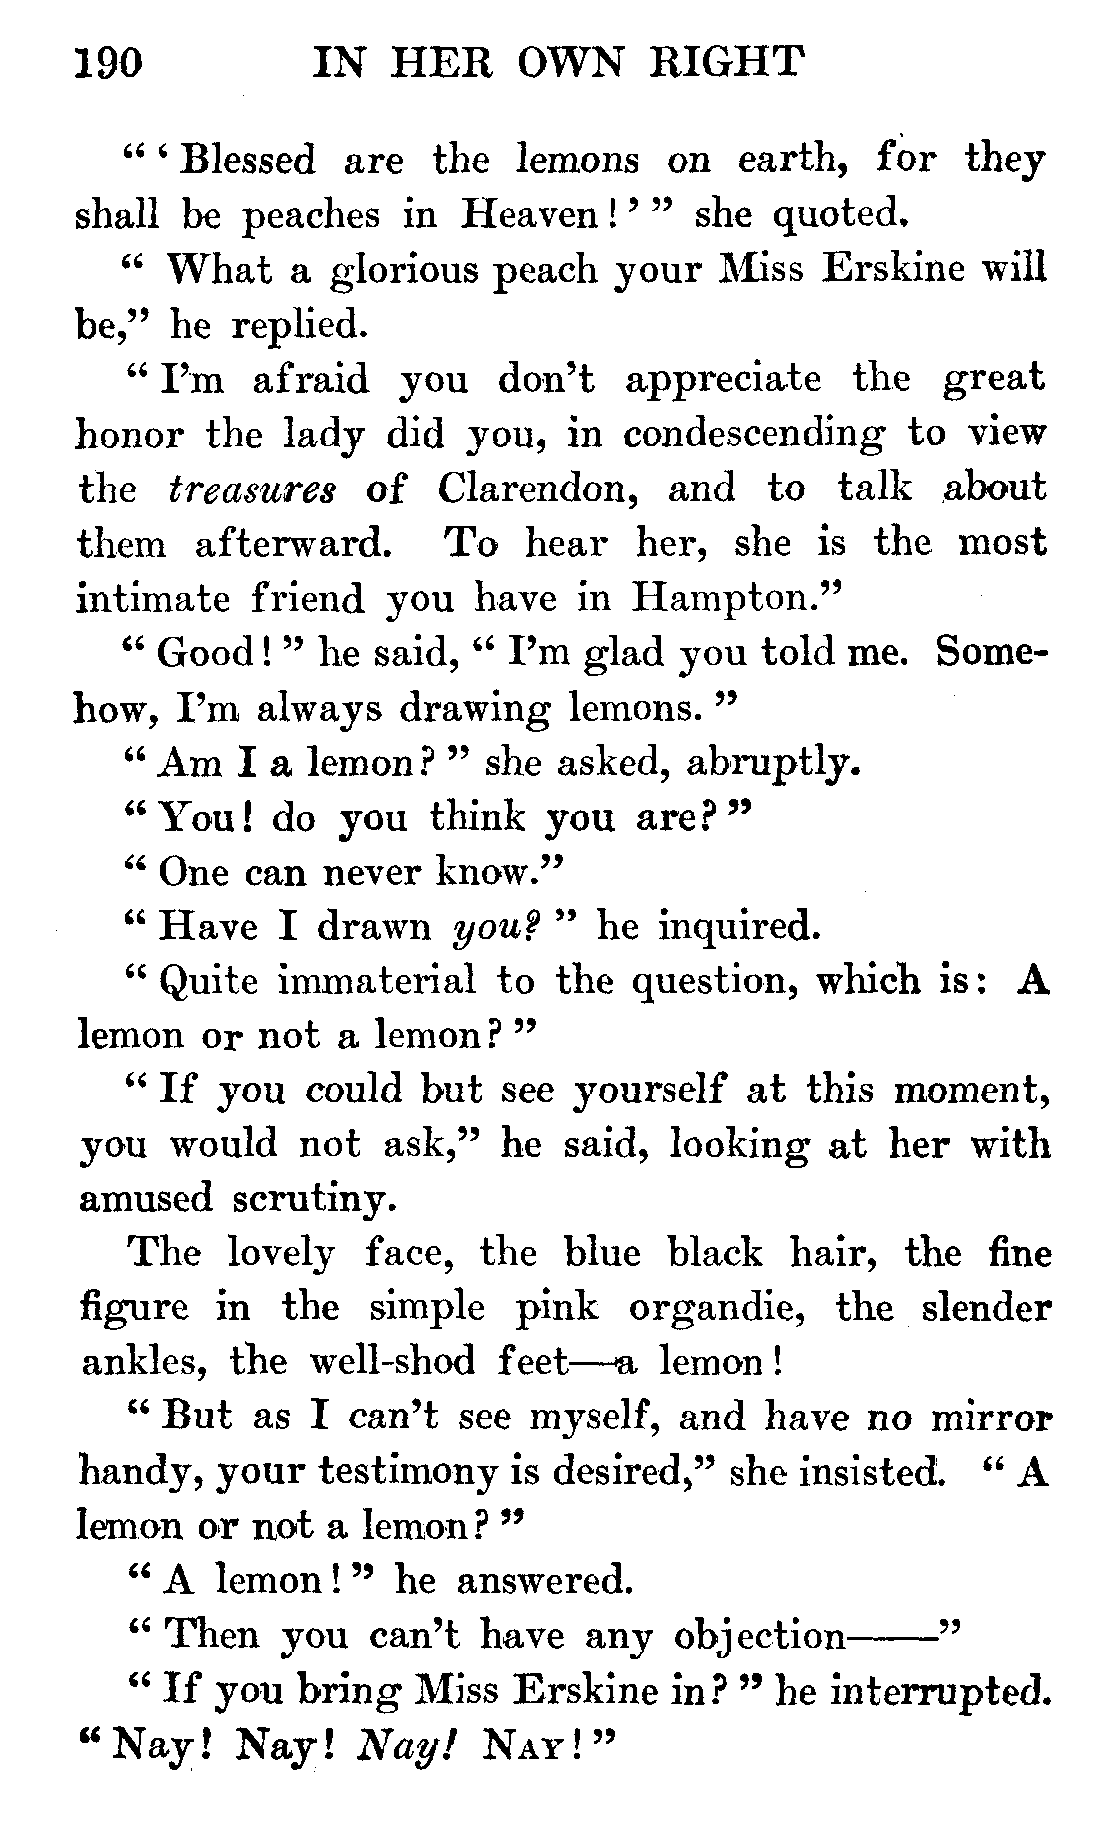 190 IN HER OWN RIGHT
" ' Blessed are the lemons on earth, for they
shall be peaches in Heaven ! ' " she quoted.
" What a glorious peach your Miss Erskine will
be," he replied.
" I'm afraid you don't appreciate the great
honor the lady did you, in condescending to view
the treasures of Clarendon, and to talk about
them afterward. To hear her, she is the most
intimate friend you have in Hampton."
" Good! " he said, " I'm glad you told me. Some-
how, I'm always drawing lemons. "
" Am I a lemon? " she asked, abruptly.
" You! do you think you are? "
" One can never know."
" Have I drawn you? " he inquired.
" Quite immaterial to the question, which is: A
lemon or not a lemon? "
" If you could but see yourself at this moment,
you would not ask," he said, looking at her with
amused scrutiny.
The lovely face, the blue black hair, the fine
figure in the simple pink organdie, the slender
ankles, the well-shod feet—a lemon !
" But as I can't see myself, and have no mirror
handy, your testimony is desired," she insisted. " A
lemon or not a lemon? "
" A lemon ! " he answered.
" Then you can't have any objection——"
" If you bring Miss Erskine in? " he interrupted.
" Nay! Nay! Nay! NAY! "